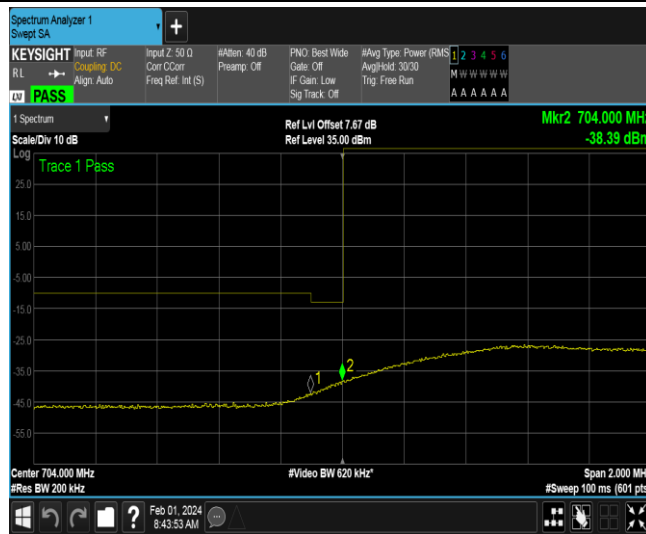 Spectrum Analyzer 1
Swept SA
+
KEYSIGHT
RL
LXI PASS
Input: RF
Coupling: DC
Align: Auto
Input Z: 50 Ω
Corr CCorr
Freq Ref: Int (S)
#Atten: 40 dB
Preamp: Off
PNO: Best Wide
Gate: Off
IF Gain: Low
Sig Track: Off
#Avg Type: Power (RMS
Avg|Hold: 30/30
Trig: Free Run
1 2 3 4 5 6
M W W W W W
A A A A A A
1 Spectrum
Scale/Div 10 dB
Ref Lvl Offset 7.67 dB
Ref Level 35.00 dBm
Mkr2 704.000 MHz
-38.39 dBm
Log
Trace 1 Pass
25.0
15.0
5.00
-5.00
-15.0
-25.0
-35.0
-45.0
-55.0
1
2
Center 704.000 MHz
#Res BW 200 kHz
#Video BW 620 kHz*
Span 2.000 MH
#Sweep 100 ms (601 pts
?
Feb 01, 2024
8:43:53 AM